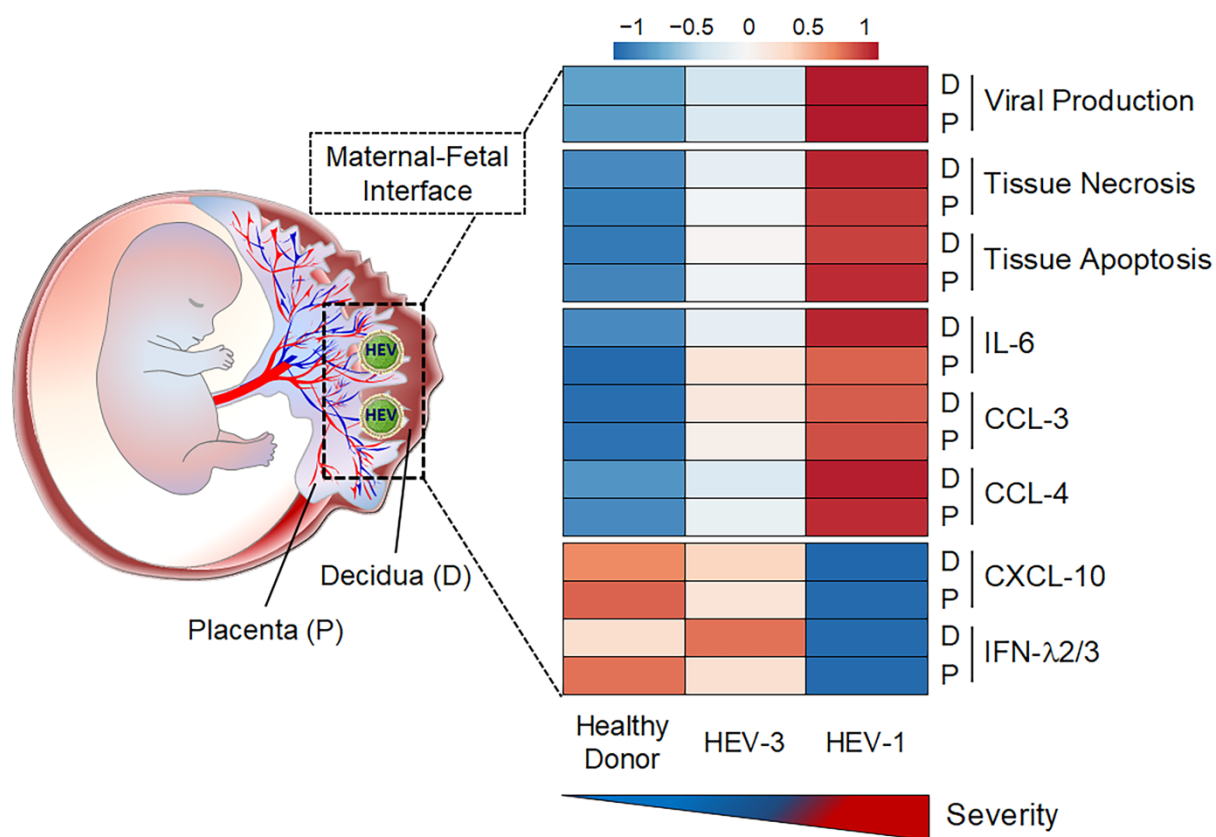 −1 −0.5 0 0.5 1
D
P
Viral Production
D
P
Tissue Necrosis
D
P
Tissue Apoptosis
D
P
IL-6
D
P
CCL-3
D
P
CCL-4
D
P
CXCL-10
D
P
IFN-λ2/3
Maternal-Fetal
Interface
HEV
HEV
Decidua (D)
Placenta (P)
Healthy
Donor
HEV-3
HEV-1
Severity